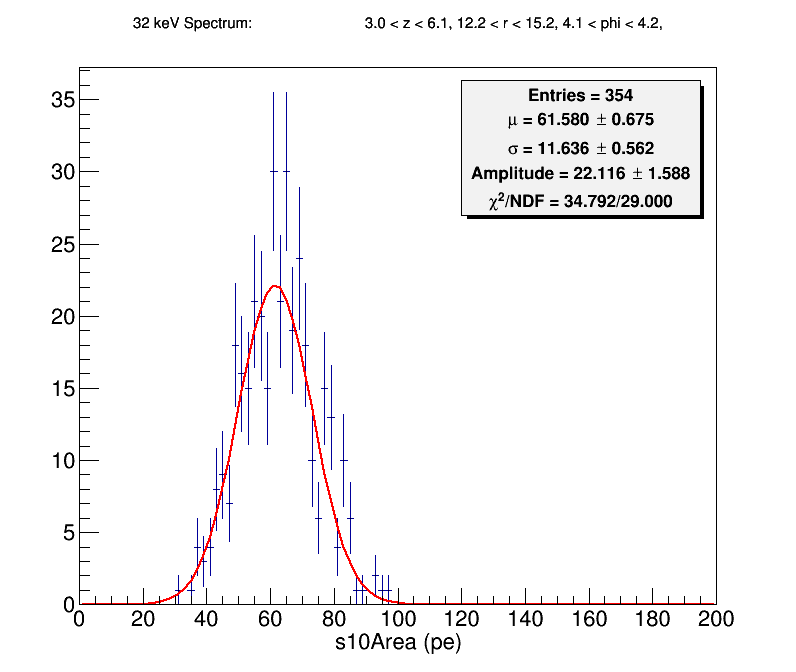 32 keV Spectrum: 3.0 < z < 6.1, 12.2 < r < 15.2, 4.1 < phi < 4.2,
Entries = 354
μ = 61.580 ± 0.675
σ = 11.636 ± 0.562
Amplitude = 22.116 ± 1.588
χ²/NDF = 34.792/29.000
35
30
25
20
15
10
5
0
0 20 40 60 80 100 120 140 160 180 200
s10Area (pe)